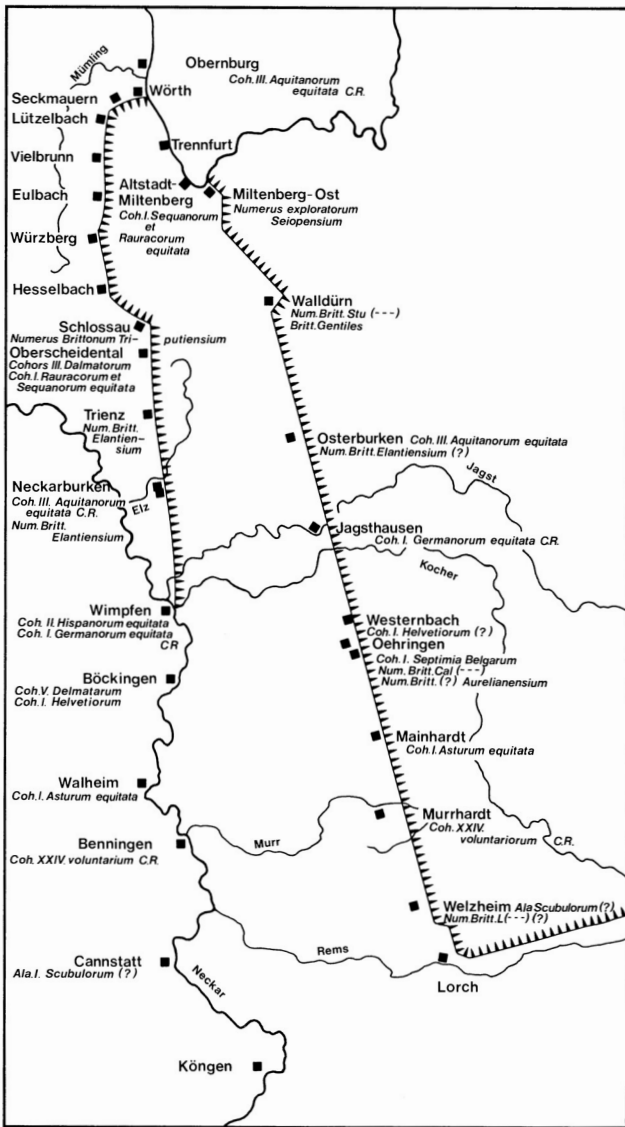 Mümling
Obernburg
Coh. III. Aquitanorum
equitata C.R.
Seckmauern
Wörth
Lützelbach
Trennfurt
Vielbrunn
Altstadt-
Miltenberg
Coh. I. Sequanorum
et
Rauracorum
equitata
Miltenberg-Ost
Numerus exploratorum
Seiopensium
Eulbach
Würzberg
Hesselbach
Walldürn
Num. Britt. Stu (---)
Britt. Gentiles
Schlossau
Numerus Brittonum Tri-
putiensium
Oberscheidental
Cohors III. Dalmatorum
Coh. I. Rauracorum et
Sequanorum equitata
Trienz
Num. Britt.
Elantien-
sium
Osterburken Coh. III. Aquitanorum equitata
Num. Britt. Elantiensium (?)
Jagst
Neckarburken
Coh. III. Aquitanorum
equitata C.R.
Num. Britt.
Elantiensium
Elz
Jagsthausen
Coh. I. Germanorum equitata C.R.
Kocher
Wimpfen
Coh. II. Hispanorum equitata
Coh. I. Germanorum equitata
CR
Westernbach
Coh. I. Helvetiorum (?)
Oehringen
Coh. I. Septimia Belgarum
Num. Britt. Cal (---)
Num. Britt. (?) Aurelianensium
Böckingen
Coh. V. Delmatarum
Coh. I. Helvetiorum
Mainhardt
Coh. I. Asturum equitata
Walheim
Coh. I. Asturum equitata
Murrhardt
Coh. XXIV.
voluntariorum C.R.
Benningen
Coh. XXIV. voluntarium C.R.
Murr
Welzheim Ala Scubulorum (?)
Num. Britt. L (---) (?)
Rems
Cannstatt
Ala. I. Scubulorum (?)
Neckar
Lorch
Köngen